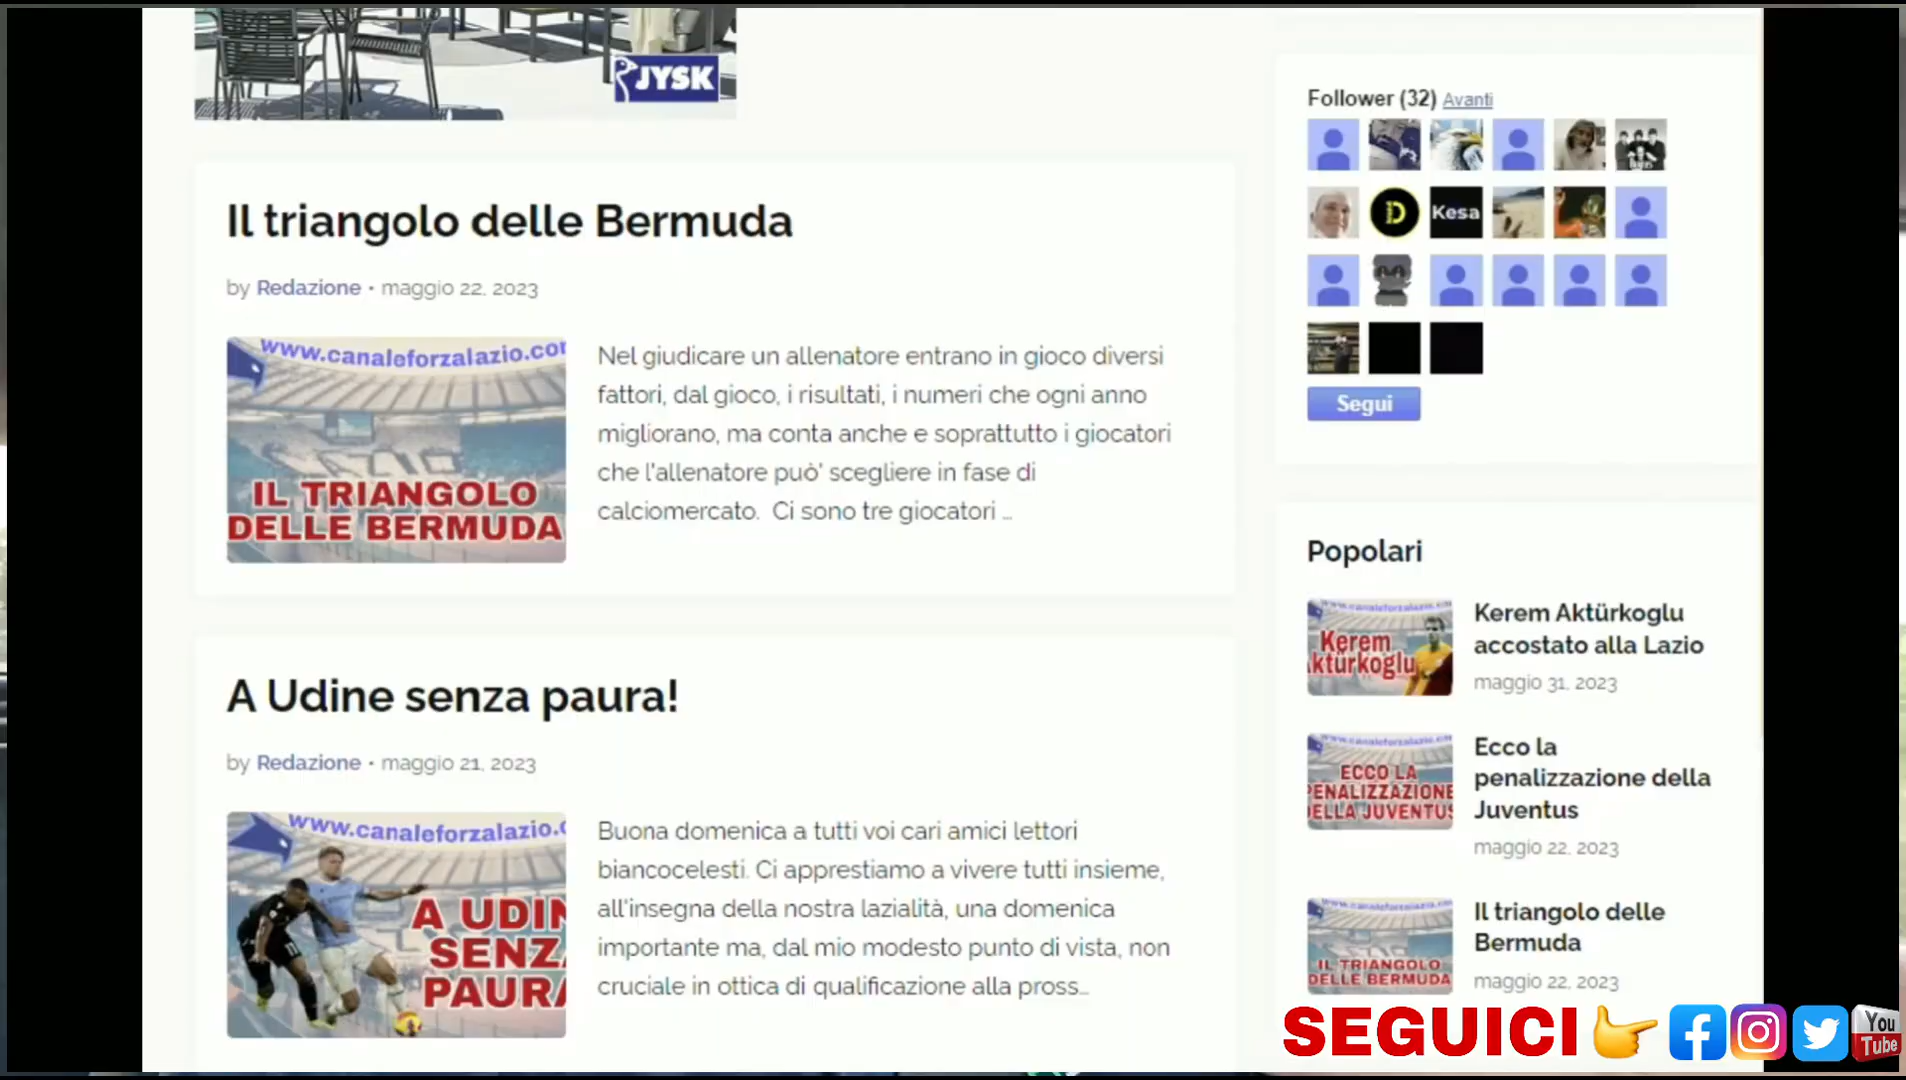 JYSK
Il triangolo delle Bermuda
by Redazione • maggio 22, 2023
www.canaleforzalazio.co
IL TRIANGOLO
DELLE BERMUDA
Nel giudicare un allenatore entrano in gioco diversi
fattori, dal gioco, i risultati, i numeri che ogni anno
migliorano, ma conta anche e soprattutto i giocatori
che l'allenatore può' scegliere in fase di
calciomercato. Ci sono tre giocatori ...
A Udine senza paura!
by Redazione • maggio 21, 2023
www.canaleforzalazio.c
A UDIN
SENZ
PAUR
Buona domenica a tutti voi cari amici lettori
biancocelesti. Ci apprestiamo a vivere tutti insieme,
all'insegna della nostra lazialità, una domenica
importante ma, dal mio modesto punto di vista, non
cruciale in ottica di qualificazione alla pross...
Follower (32) Avanti
Kesa
Segui
Popolari
Kerem
ktürkoglu
Kerem Aktürkoglu
accostato alla Lazio
maggio 31, 2023
ECCO LA
PENALIZZAZIONE
DELLA JUVENTUS
Ecco la
penalizzazione della
Juventus
maggio 22, 2023
IL TRIANGOLO
DELLE BERMUDA
Il triangolo delle
Bermuda
maggio 22, 2023
SEGUICI
You
Tube